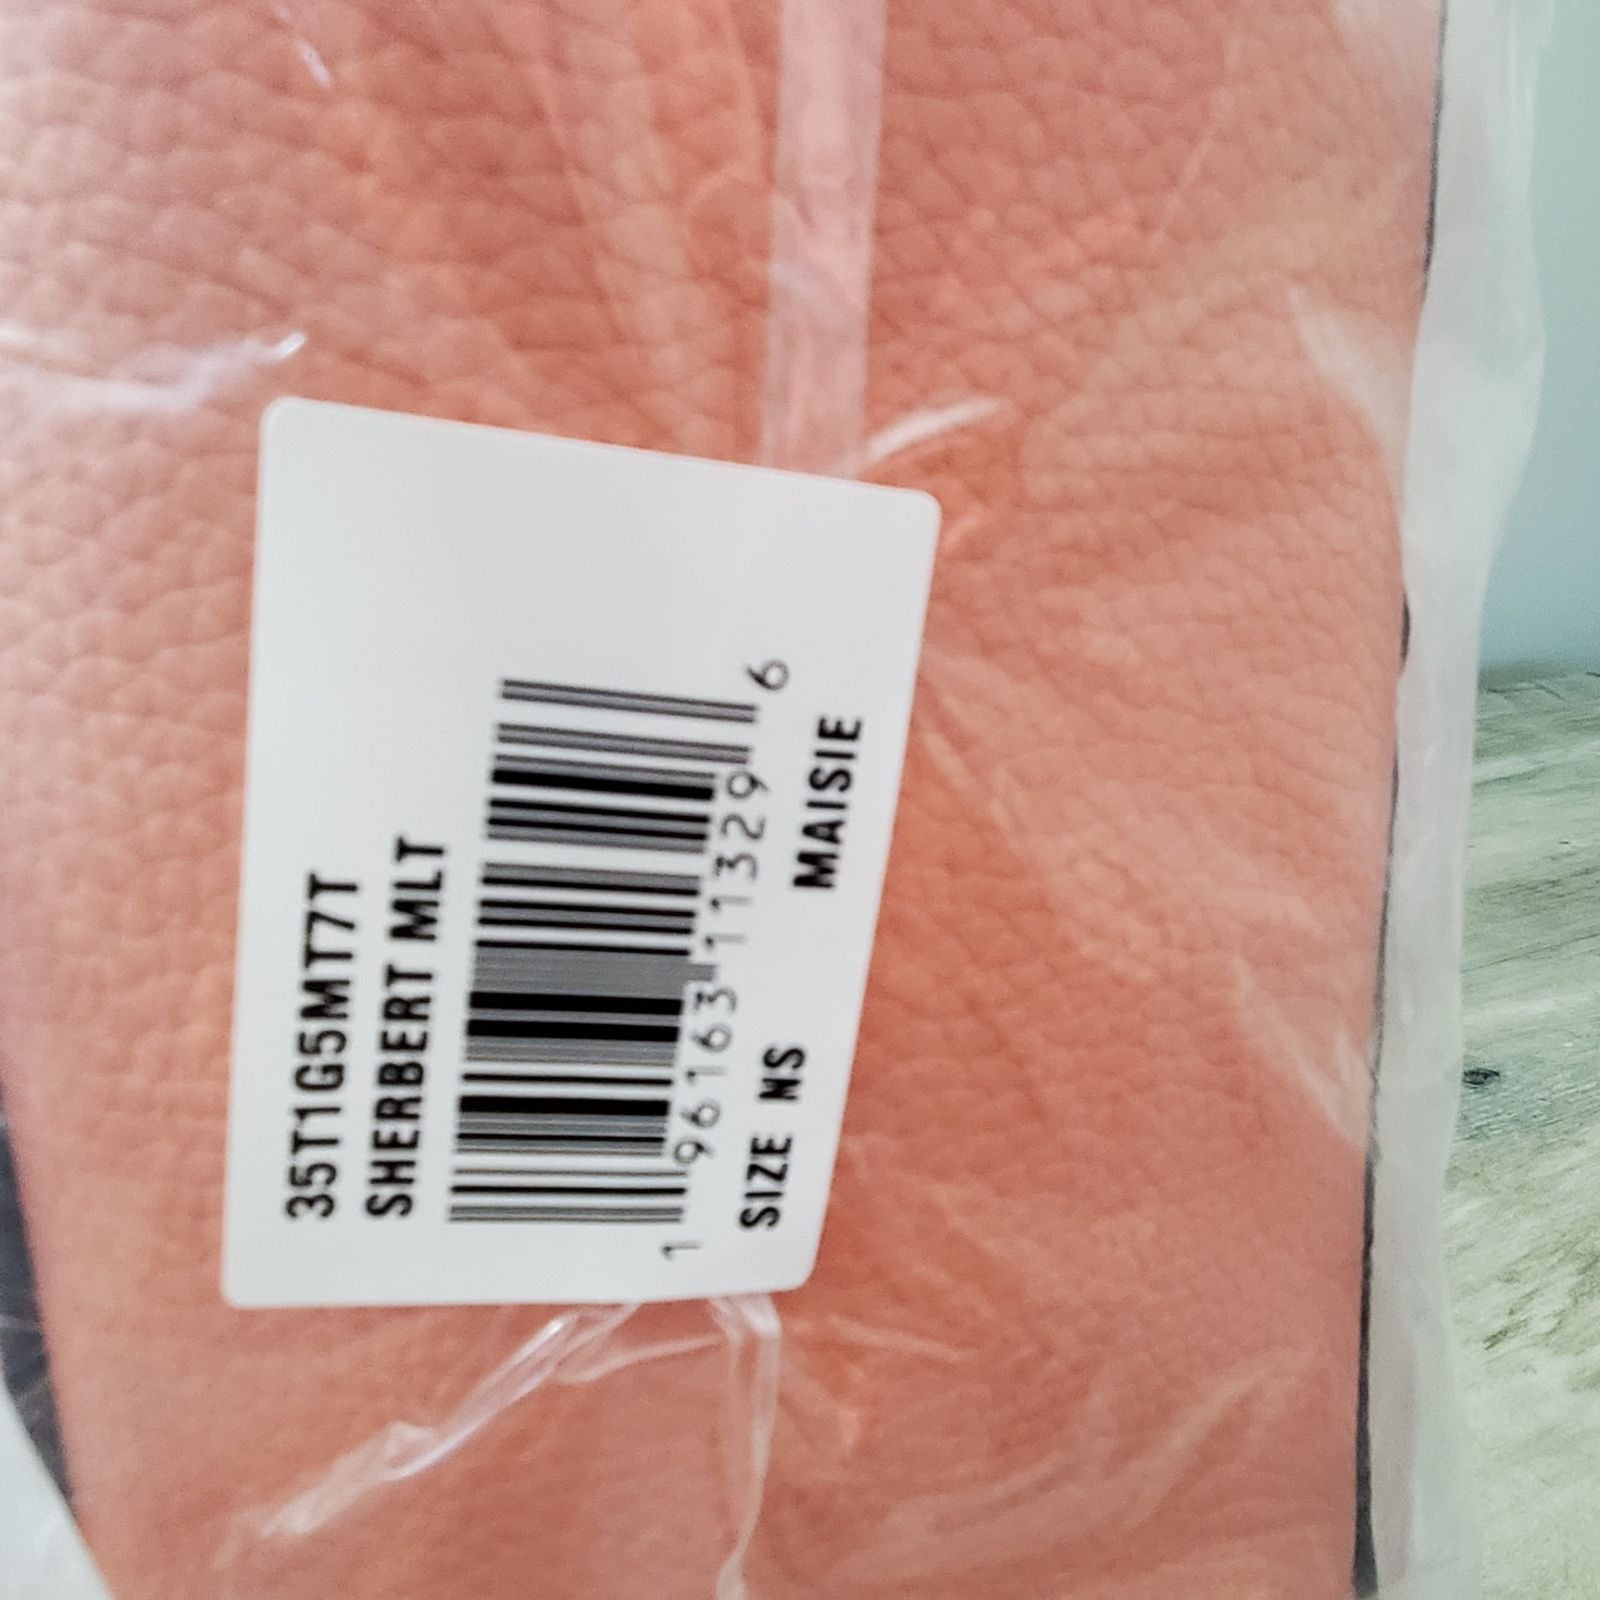 35T1G5MT7T
SHERBERT MLT
1 96163 11329 6
SIZE NS MAISIE